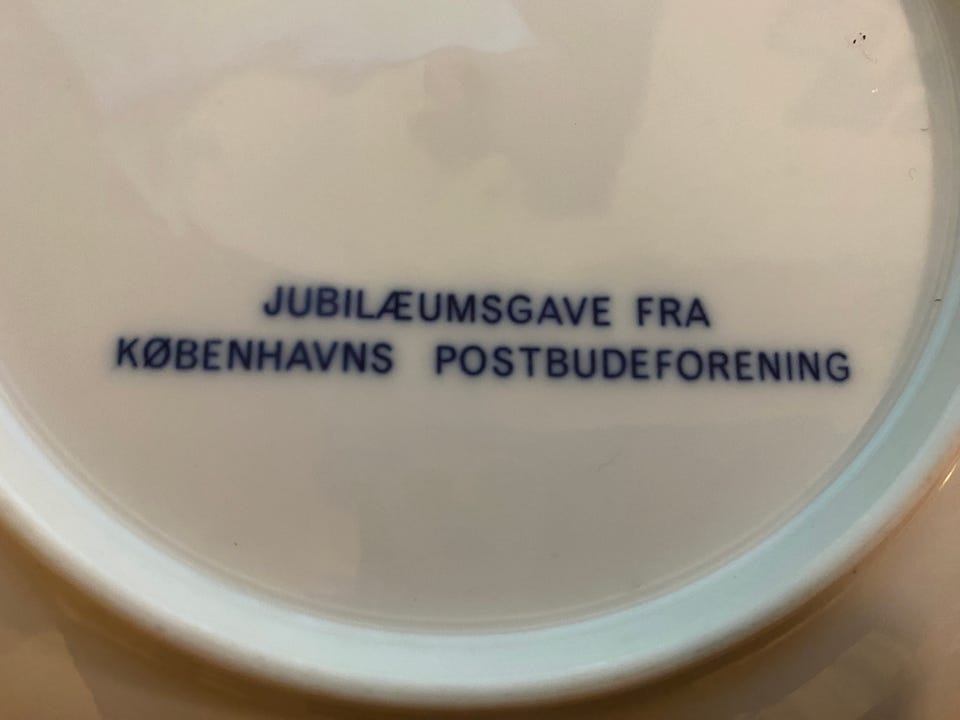 JUBILÆUMSGAVE FRA
KØBENHAVNS POSTBUDEFORENING